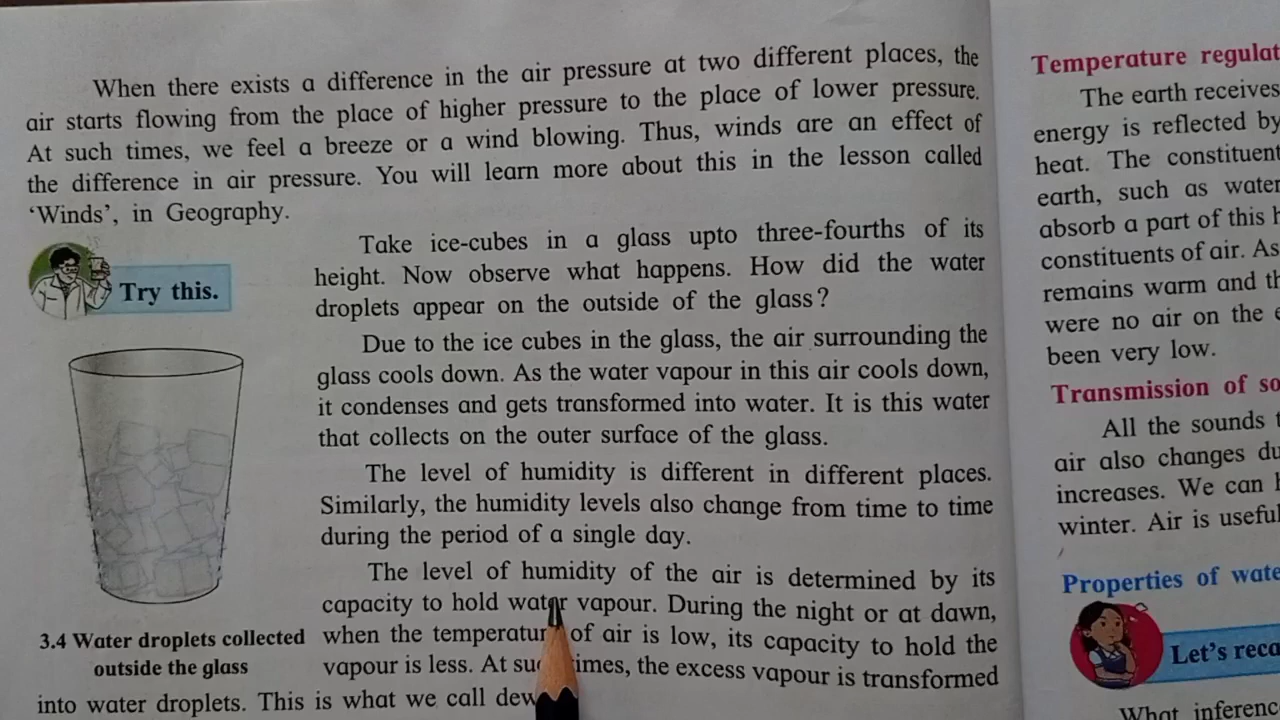 When there exists a difference in the air pressure at two different places, the
air starts flowing from the place of higher pressure to the place of lower pressure.
At such times, we feel a breeze or a wind blowing. Thus, winds are an effect of
the difference in air pressure. You will learn more about this in the lesson called
‘Winds’, in Geography.
Try this.
Take ice-cubes in a glass upto three-fourths of its
height. Now observe what happens. How did the water
droplets appear on the outside of the glass?
Due to the ice cubes in the glass, the air surrounding the
glass cools down. As the water vapour in this air cools down,
it condenses and gets transformed into water. It is this water
that collects on the outer surface of the glass.
The level of humidity is different in different places.
Similarly, the humidity levels also change from time to time
during the period of a single day.
The level of humidity of the air is determined by its
capacity to hold water vapour. During the night or at dawn,
when the temperatur of air is low, its capacity to hold the
vapour is less. At imes, the excess vapour is transformed
into water droplets. This is what we call dew
3.4 Water droplets collected
outside the glass
Temperature regulat
The earth receives
energy is reflected by
heat. The constituent
earth, such as water
absorb a part of this h
constituents of air. As
remains warm and th
were no air on the e
been very low.
Transmission of so
All the sounds t
air also changes du
increases. We can h
winter. Air is useful
Properties of wate
Let’s reca
What inferenc